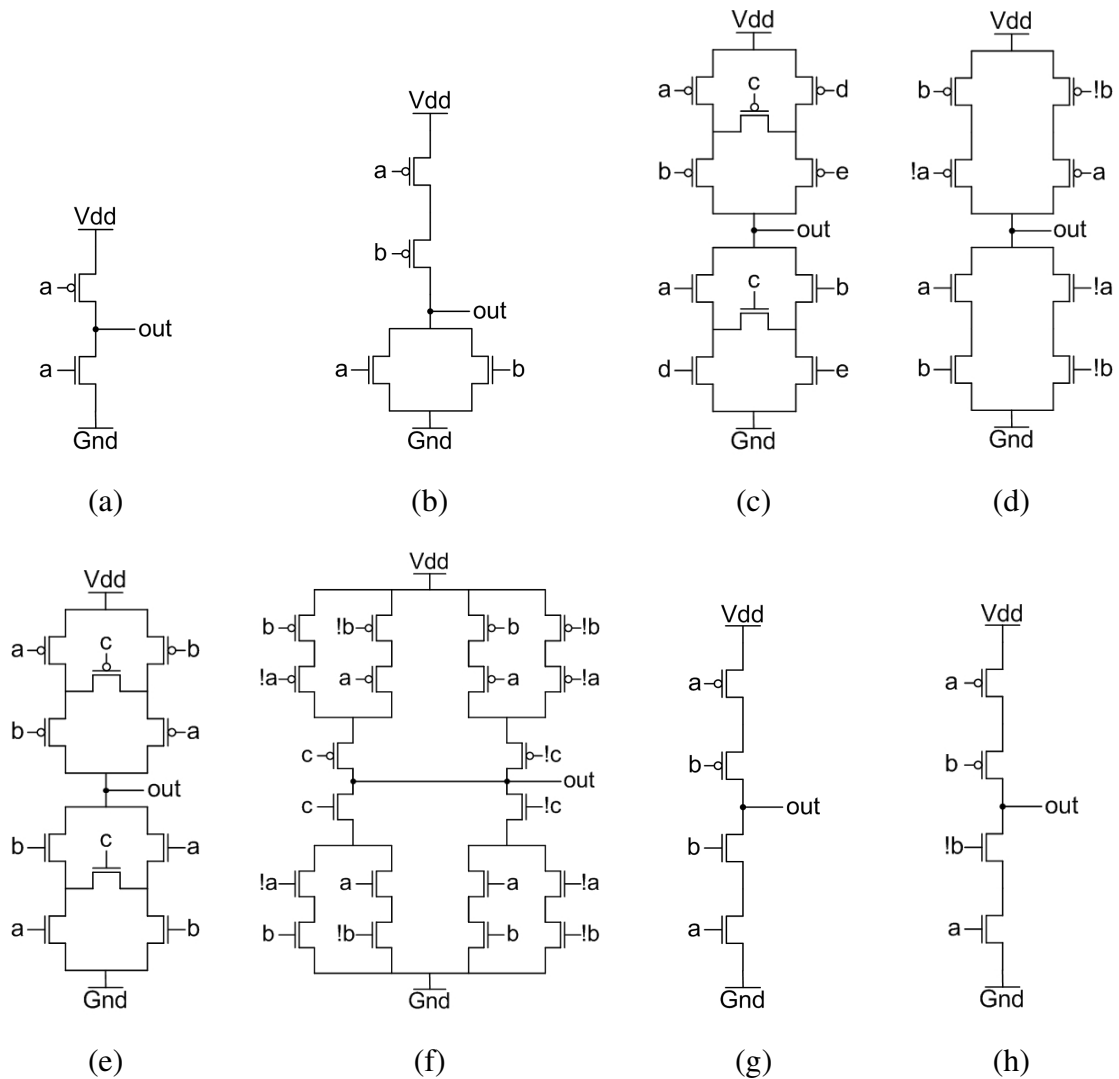 Vdd
a
out
a
Gnd
(a)
Vdd
a
b
out
a b
Gnd
(b)
Vdd
a c d
b e
out
a c b
d e
Gnd
(c)
Vdd
b !b
!a a
out
a !a
b !b
Gnd
(d)
Vdd
a c b
b a
out
b c a
a b
Gnd
(e)
Vdd
b !b b !b
!a a a !a
c !c
out
c !c
!a a a !a
b !b b !b
Gnd
(f)
Vdd
a
b
out
b
a
Gnd
(g)
Vdd
a
b
out
!b
a
Gnd
(h)